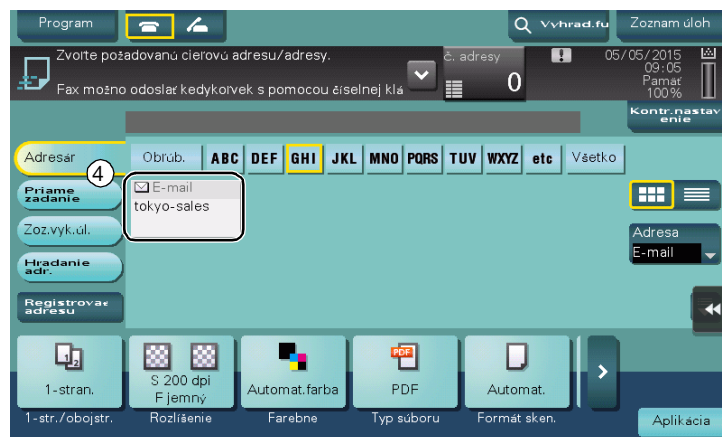 Program
Vyhrad.fu
Zoznam úloh
Zvoľte požadovanú cieľovú adresu/adresy.
Fax možno odoslať kedykoľvek s pomocou číselnej klá
č. adresy
0
05/05/2015
09:05
Pamäť
100%
Kontr.nastav
enie
Adresár
Obrúb.
ABC
DEF
GHI
JKL
MNO
PQRS
TUV
WXYZ
etc
Všetko
4
E-mail
tokyo-sales
Priame
zadanie
Zoz.vyk.úl.
Hľadanie
adr.
Registrovať
adresu
Adresa
E-mail
1-stran.
1-str./obojstr.
S 200 dpi
F jemný
Rozlíšenie
Automat.farba
Farebne
PDF
PDF
Typ súboru
Automat.
Formát sken.
Aplikácia